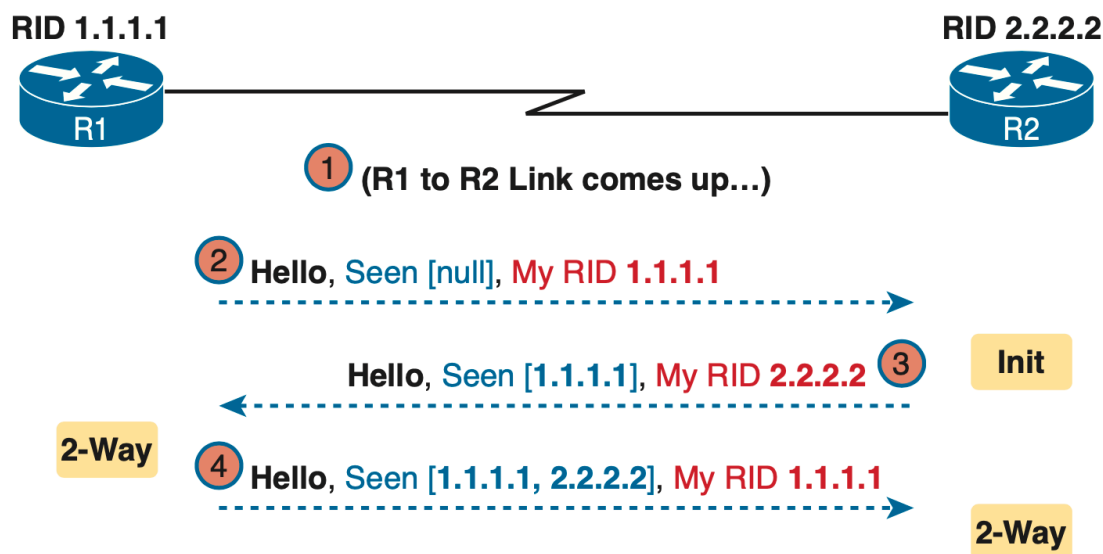 RID 1.1.1.1
RID 2.2.2.2
R1
R2
1 (R1 to R2 Link comes up...)
2 Hello, Seen [null], My RID 1.1.1.1
Hello, Seen [1.1.1.1], My RID 2.2.2.2 3
Init
2-Way
4 Hello, Seen [1.1.1.1, 2.2.2.2], My RID 1.1.1.1
2-Way